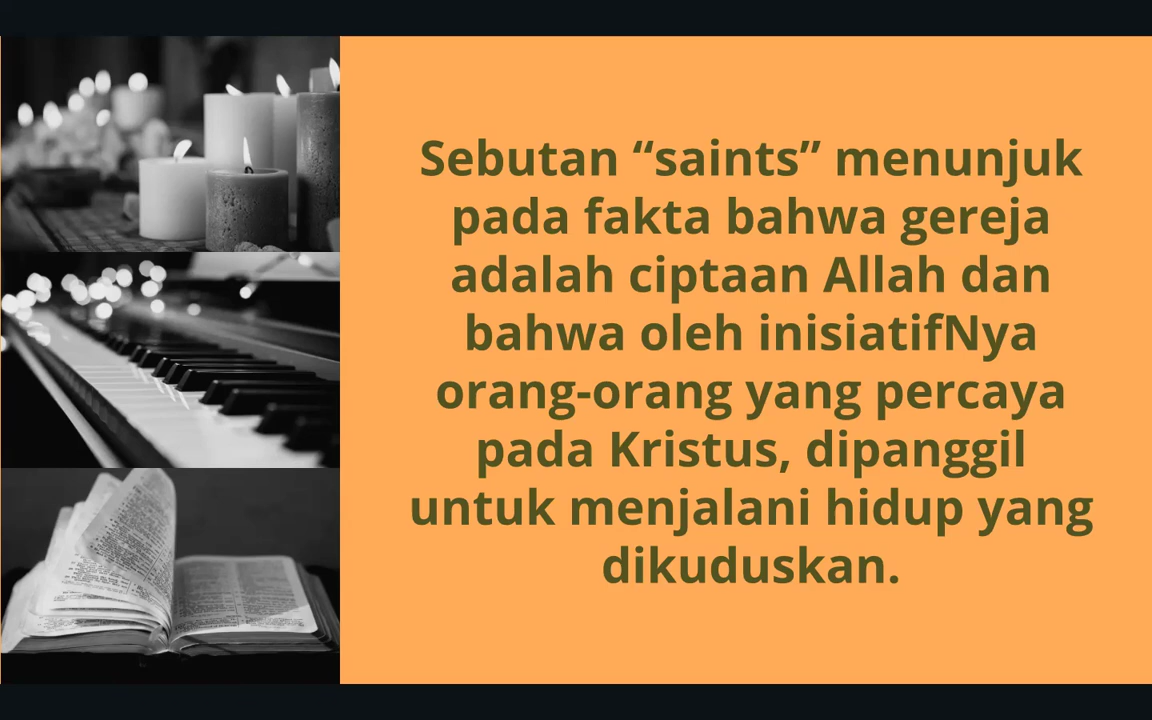 Sebutan “saints” menunjuk
pada fakta bahwa gereja
adalah ciptaan Allah dan
bahwa oleh inisiatifNya
orang-orang yang percaya
pada Kristus, dipanggil
untuk menjalani hidup yang
dikuduskan.